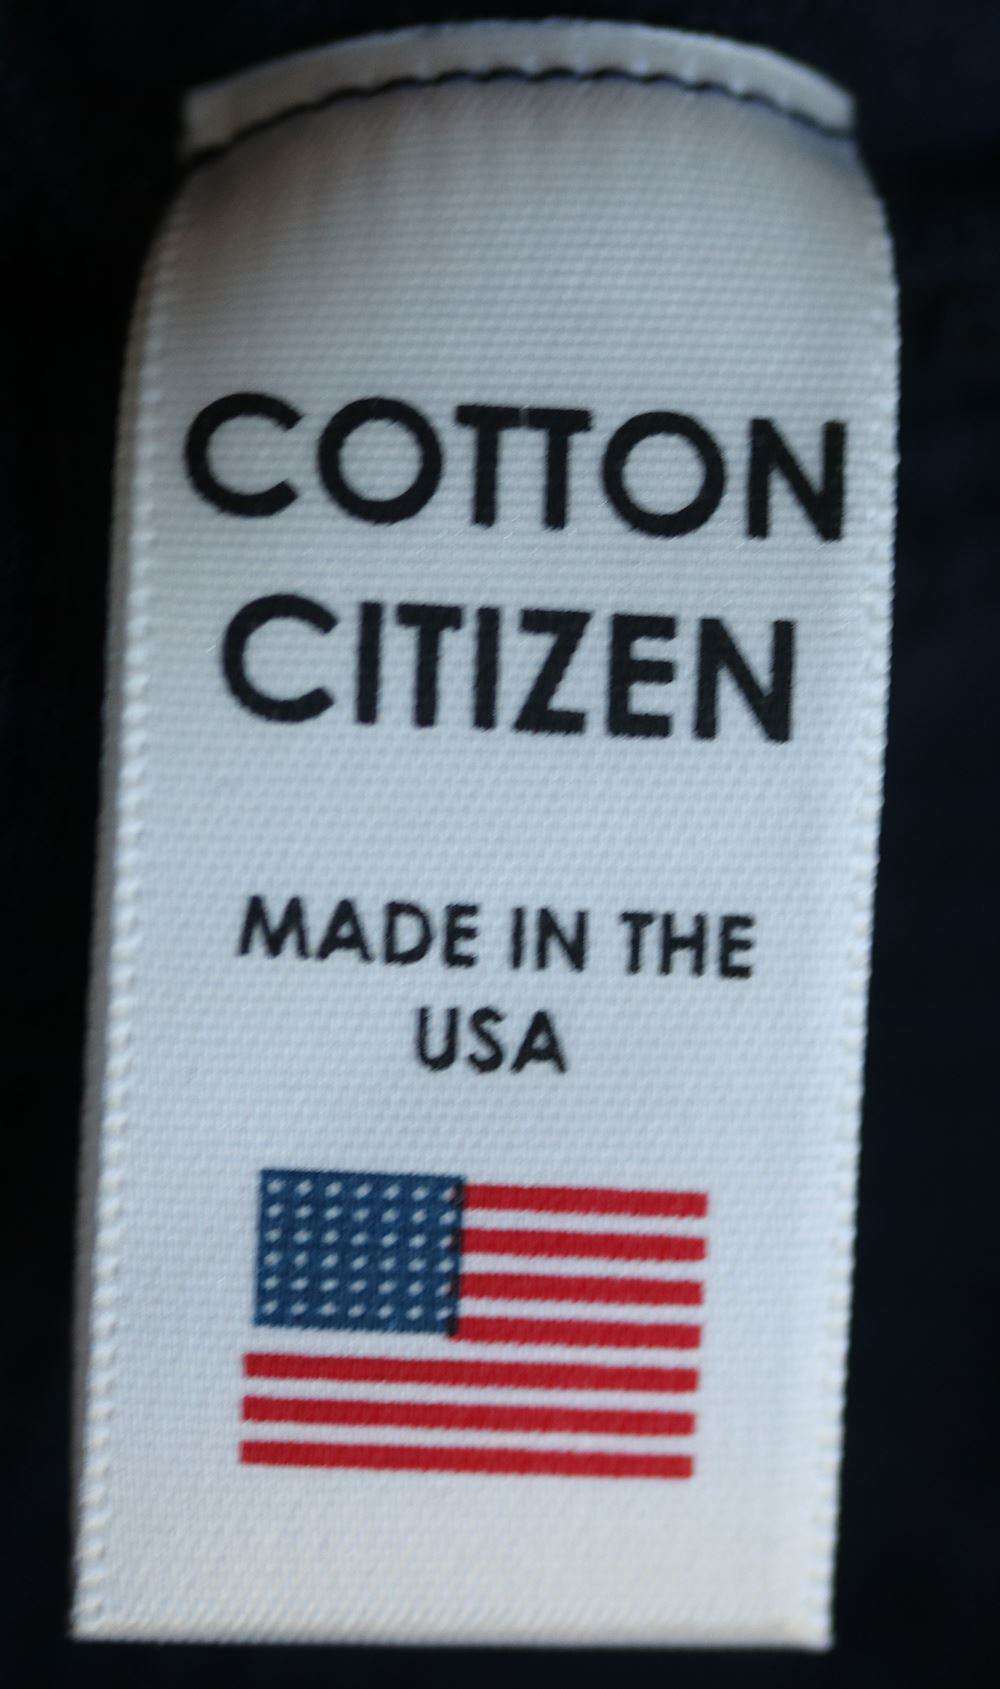 COTTON
CITIZEN
MADE IN THE
USA